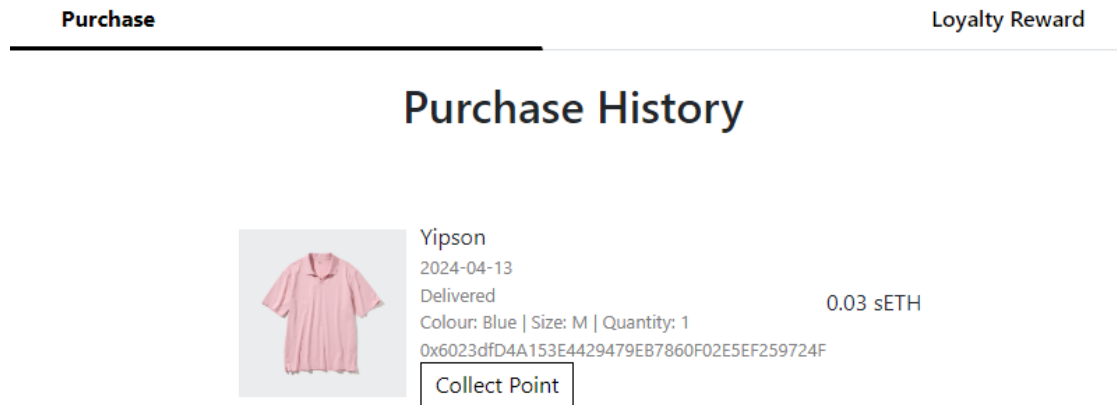 Purchase
Loyalty Reward
Purchase History
Yipson
2024-04-13
Delivered
0.03 sETH
Colour: Blue | Size: M | Quantity: 1
0x6023dfD4A153E4429479EB7860F02E5EF259724F
Collect Point